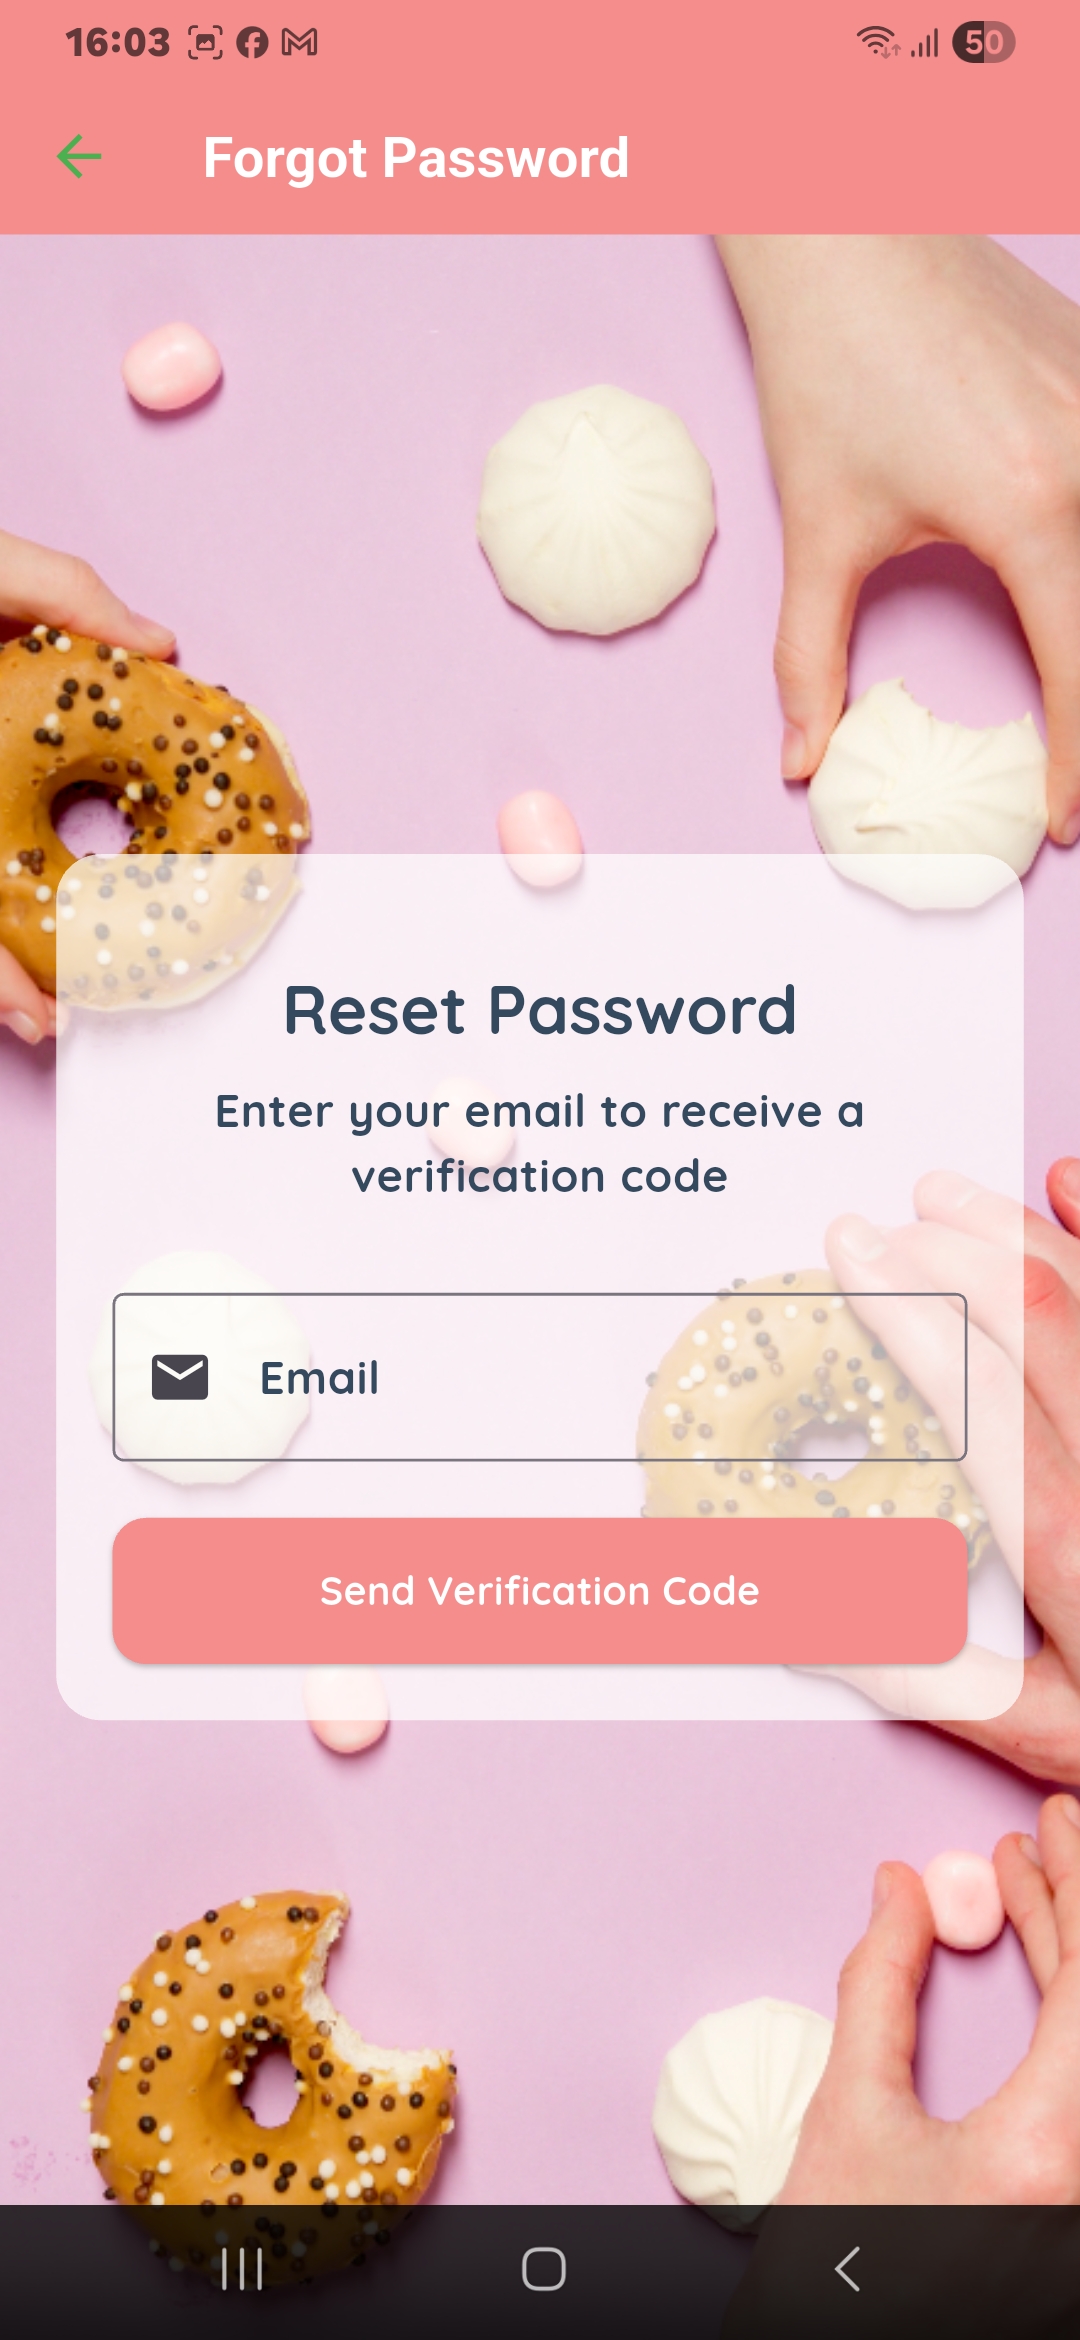 16:03
50
Forgot Password
Reset Password
Enter your email to receive a
verification code
Email
Send Verification Code